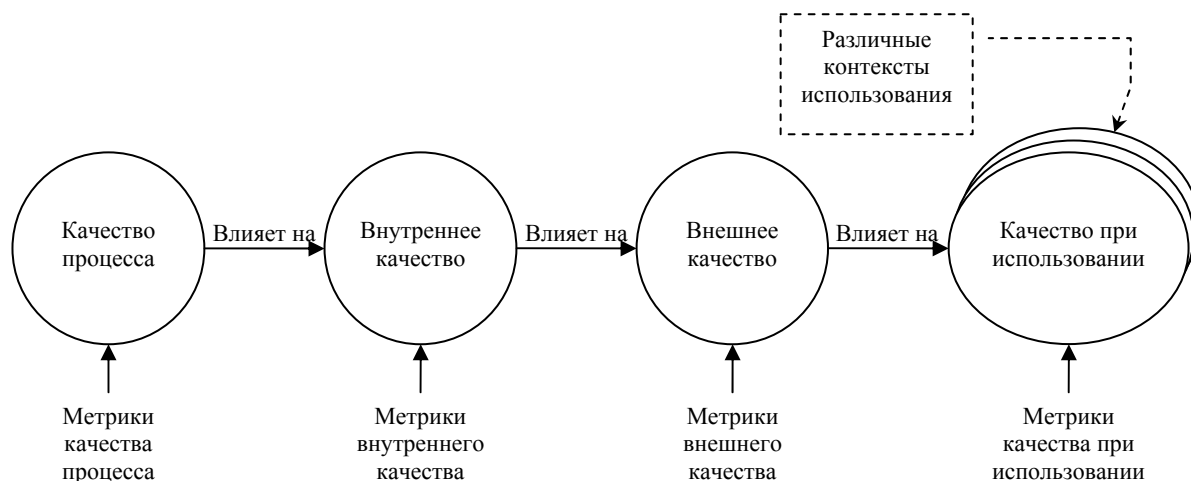 Различные
контексты
использования
Качество
процесса
Влияет на
Внутреннее
качество
Влияет на
Внешнее
качество
Влияет на
Качество при
использовании
Метрики
качества
процесса
Метрики
внутреннего
качества
Метрики
внешнего
качества
Метрики
качества при
использовании